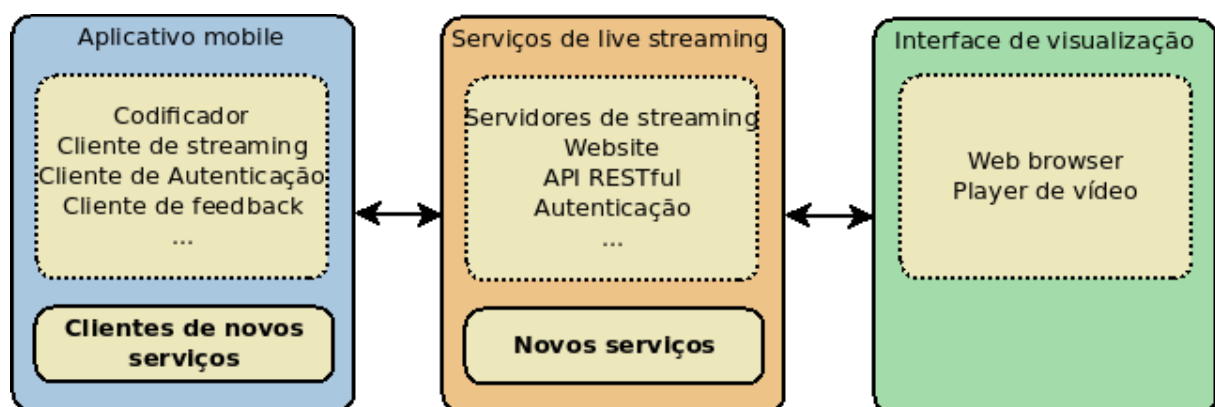 Aplicativo mobile
Codificador
Cliente de streaming
Cliente de Autenticação
Cliente de feedback
...
Clientes de novos
serviços
Serviços de live streaming
Servidores de streaming
Website
API RESTful
Autenticação
...
Novos serviços
Interface de visualização
Web browser
Player de vídeo